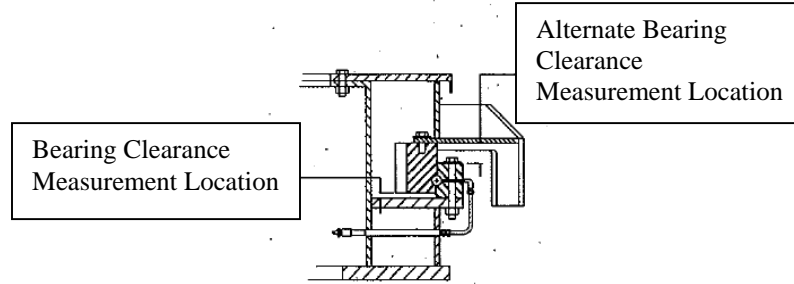 Alternate Bearing
Clearance
Measurement Location
Bearing Clearance
Measurement Location